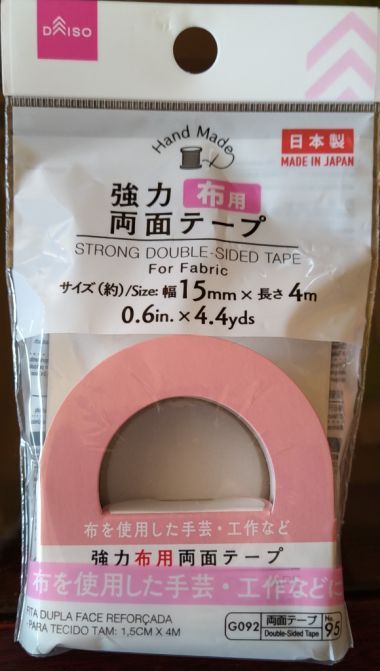 DAISO
Hand Made
日本製
MADE IN JAPAN
強力 布用
両面テープ
STRONG DOUBLE-SIDED TAPE
For Fabric
サイズ(約)/Size: 幅15mm × 長さ4m
0.6in. × 4.4yds
布を使用した手芸・工作など
強力布用両面テープ
布を使用した手芸・工作などに
ITA DUPLA FACE REFORÇADA
PARA TECIDO TAM: 1,5CM X 4M
G092 両面テープ No.
Double-Sided Tape 95